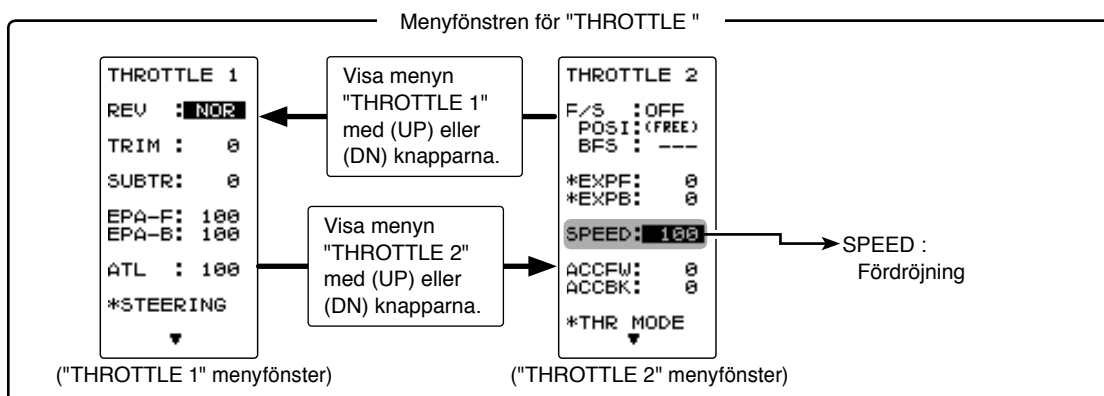 Menyfönstren för "THROTTLE "
THROTTLE 1
REV : NOR
TRIM : 0
SUBTR: 0
EPA-F: 100
EPA-B: 100
ATL : 100
*STEERING
▼
("THROTTLE 1" menyfönster)
Visa menyn
"THROTTLE 1"
med (UP) eller
(DN) knapparna.
Visa menyn
"THROTTLE 2"
med (UP) eller
(DN) knapparna.
THROTTLE 2
F/S :OFF
POSI:(FREE)
BFS : ---
*EXPF: 0
*EXPB: 0
SPEED: 100
ACCFW: 0
ACCBK: 0
*THR MODE
▼
("THROTTLE 2" menyfönster)
SPEED :
Fördröjning